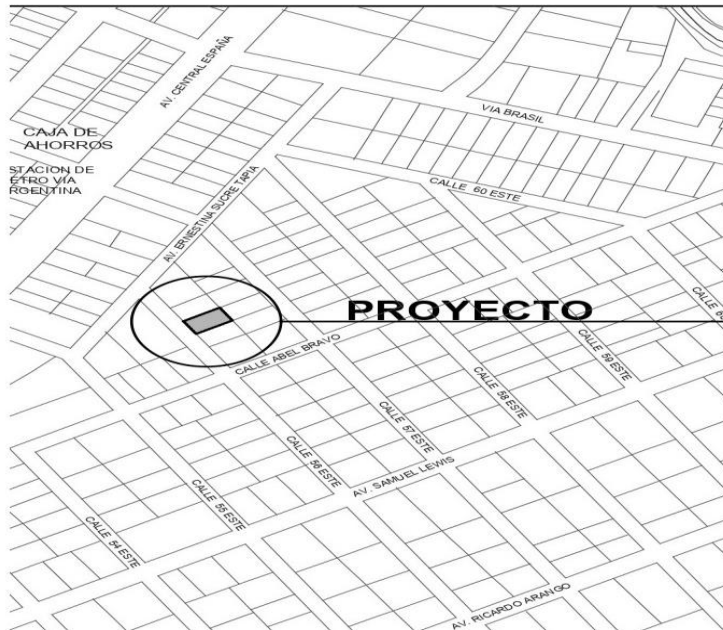 AV. CENTRAL ESPAÑA
VIA BRASIL
CAJA DE
AHORROS
STACION DE
ETRO VÍA
RGENTINA
CALLE 60 ESTE
AV. ERNESTINA SUCRE TAPIA
PROYECTO
CALLE ABEL BRAVO
CALLE 59 ESTE
CALLE 58 ESTE
CALLE 57 ESTE
CALLE 56 ESTE
AV. SAMUEL LEWIS
CALLE 55 ESTE
CALLE 54 ESTE
AV. RICARDO ARANGO